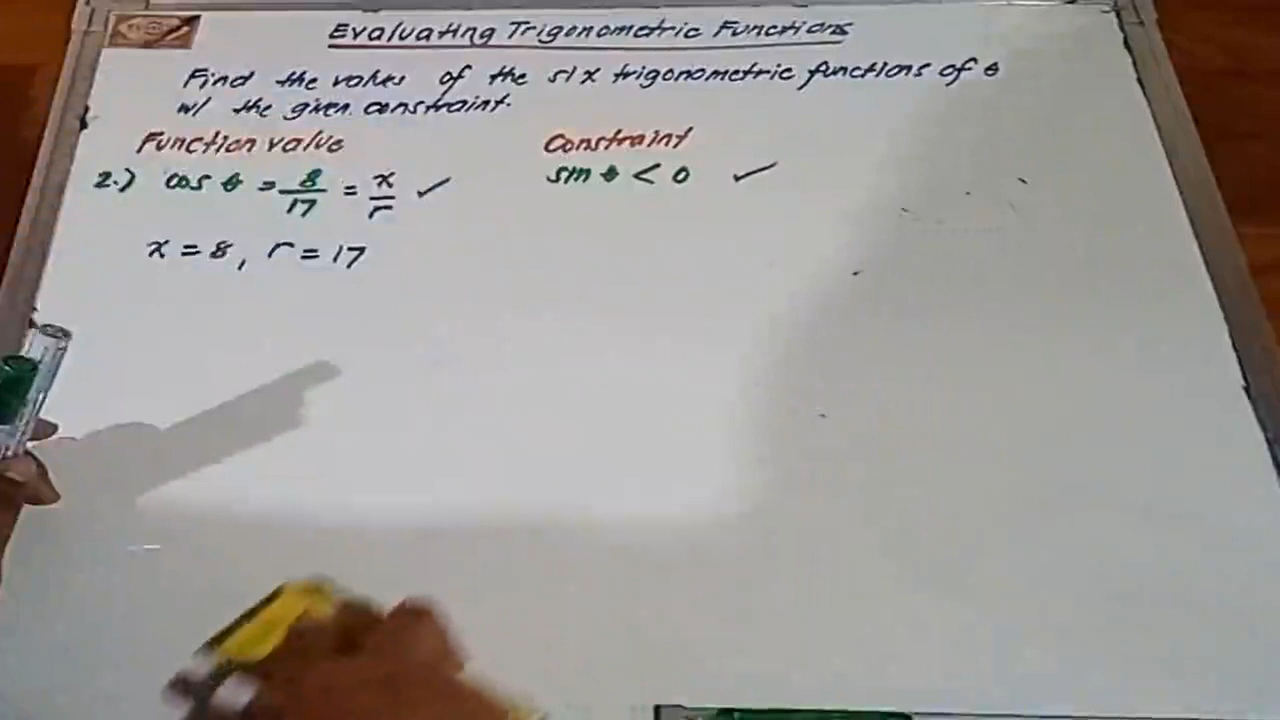 Evaluating Trigonometric Functions
Find the values of the six trigonometric functions of θ
w/ the given constraint.
Function value Constraint
2.) cos θ = 8/17 = x/r ✓ sin θ < 0 ✓
x = 8, r = 17